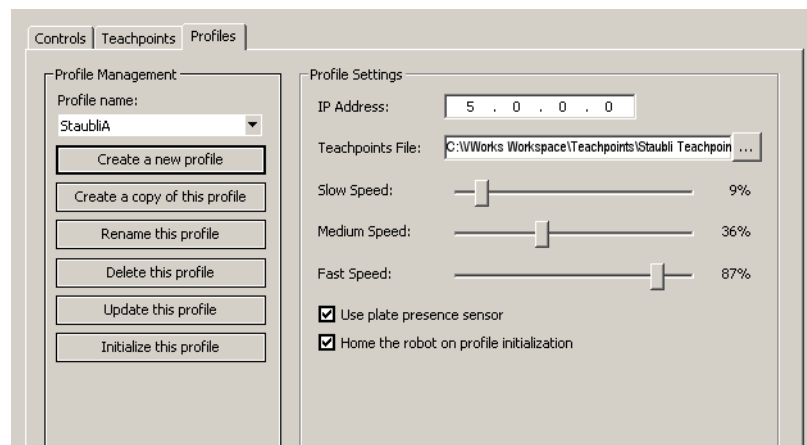 Controls
Teachpoints
Profiles
Profile Management
Profile name:
StaubliA
Create a new profile
Create a copy of this profile
Rename this profile
Delete this profile
Update this profile
Initialize this profile
Profile Settings
IP Address: 5 . 0 . 0 . 0
Teachpoints File: C:\VWorks Workspace\Teachpoints\Staubli Teachpoin ...
Slow Speed: 9%
Medium Speed: 36%
Fast Speed: 87%
Use plate presence sensor
Home the robot on profile initialization